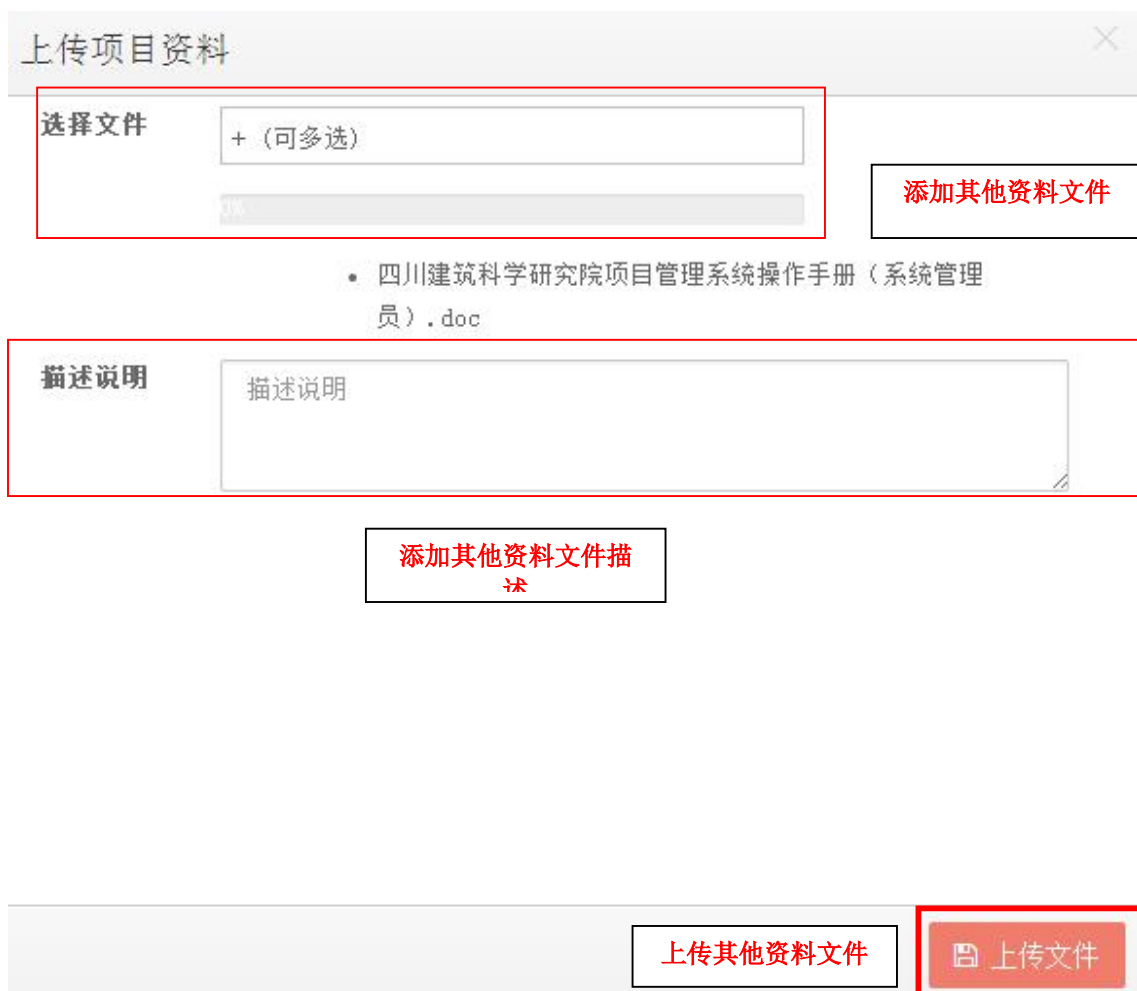 上传项目资料
选择文件
+ (可多选)
添加其他资料文件
0%
四川建筑科学研究院项目管理系统操作手册（系统管理
员）.doc
描述说明
描述说明
添加其他资料文件描
述
上传其他资料文件
上传文件